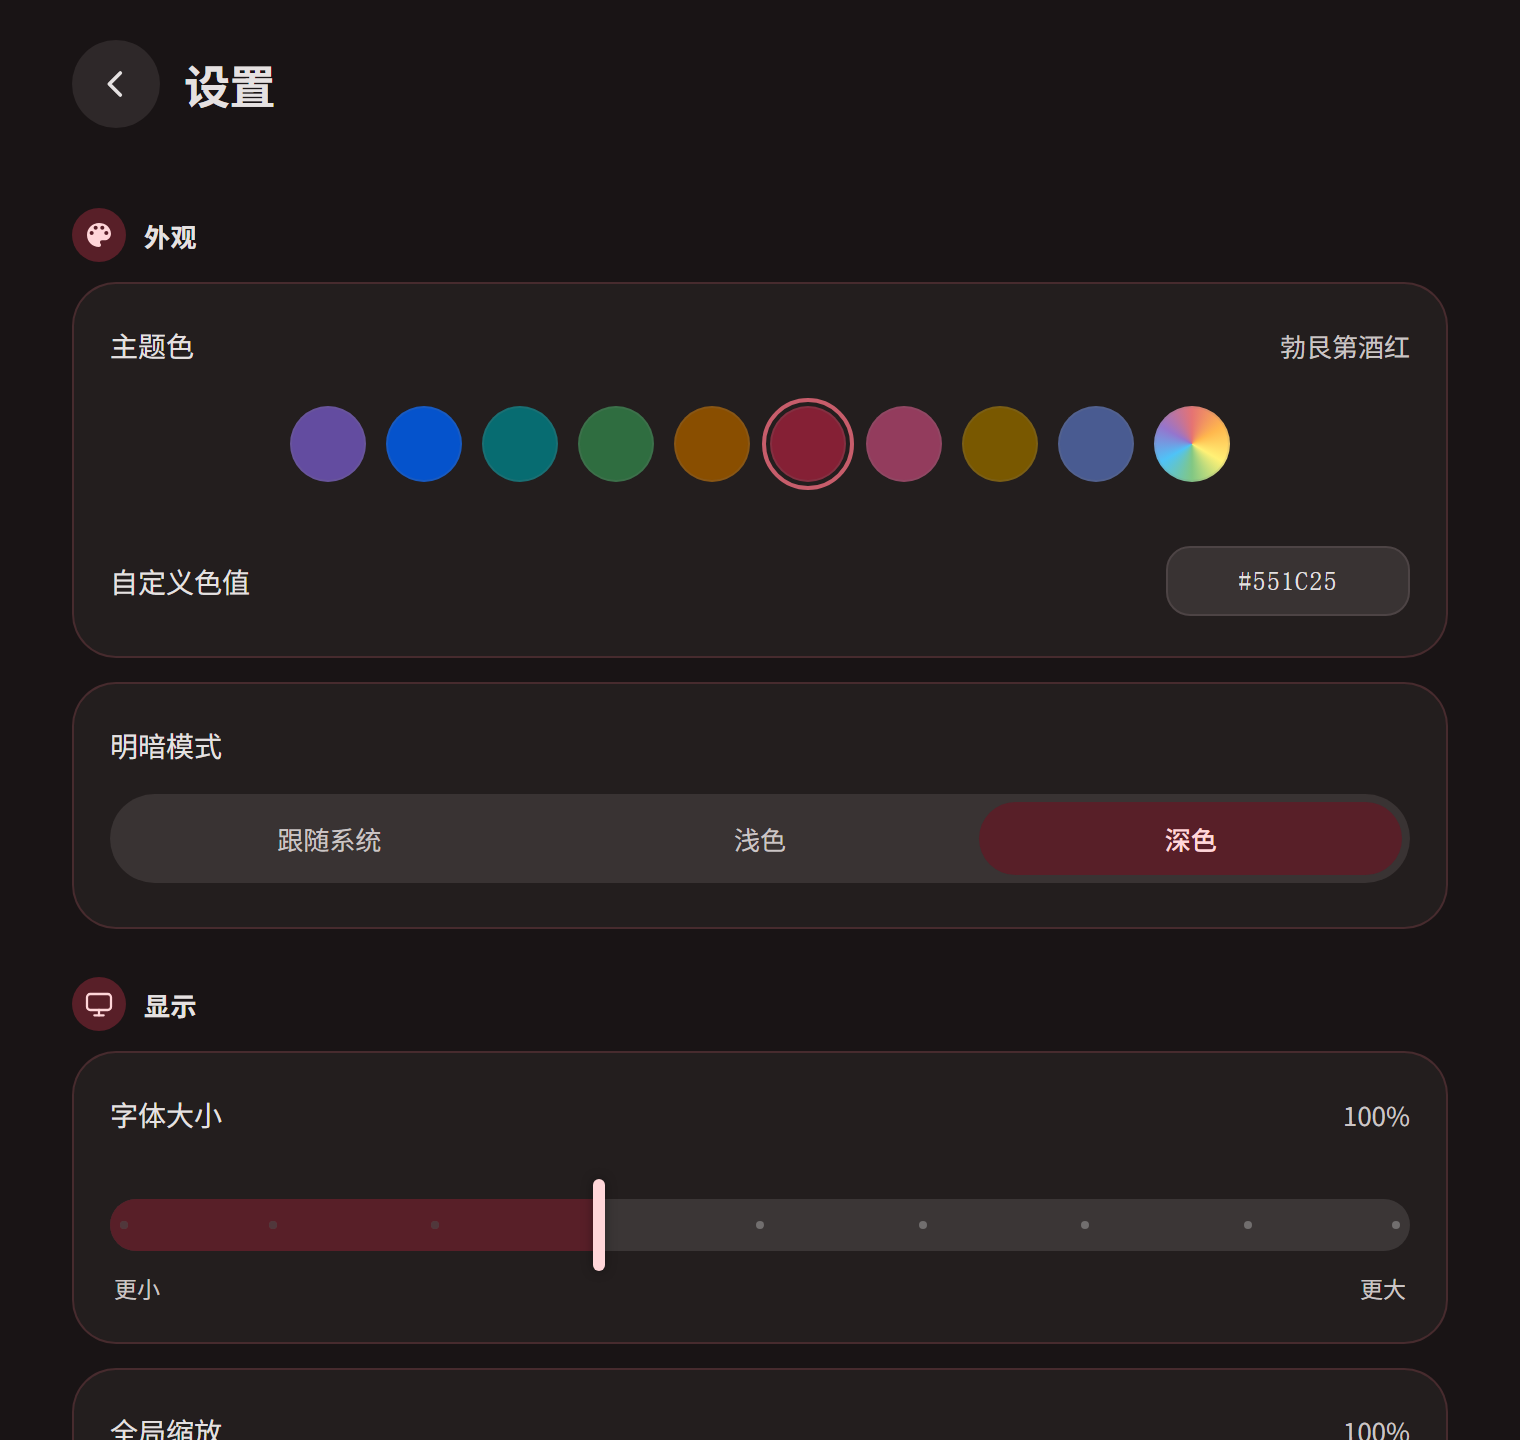 设置
外观
主题色
勃艮第酒红
自定义色值
#551C25
明暗模式
跟随系统
浅色
深色
显示
字体大小
100%
更小
更大
全局缩放
100%